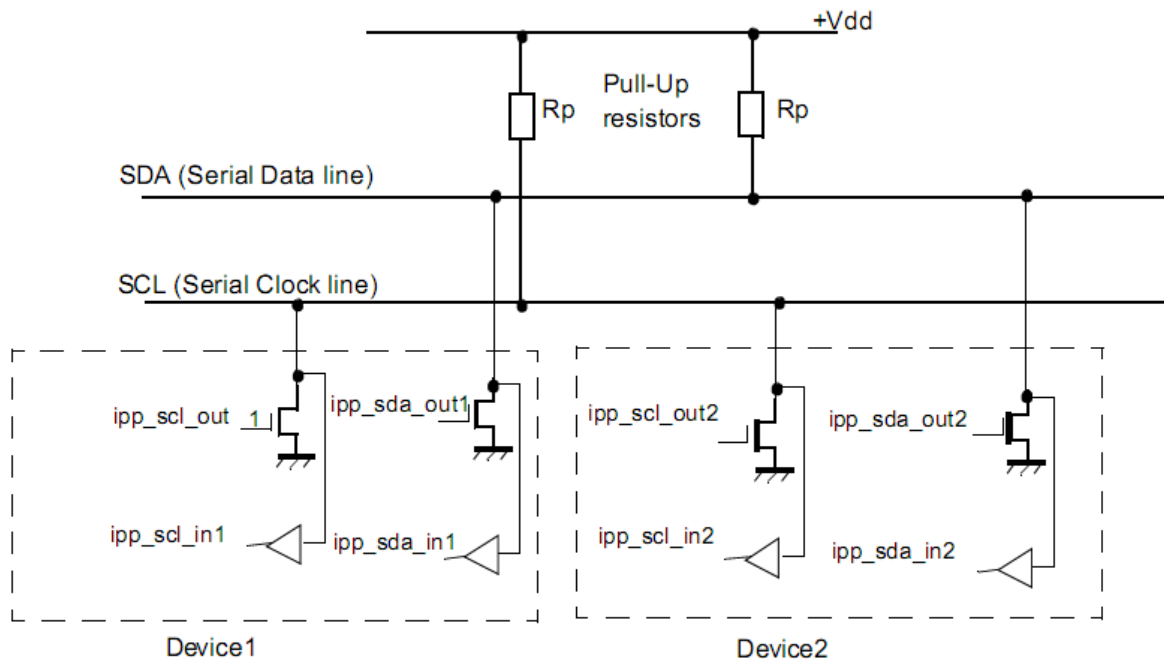 +Vdd
Pull-Up
resistors
Rp
Rp
SDA (Serial Data line)
SCL (Serial Clock line)
ipp_scl_out _1
ipp_sda_out1
ipp_scl_out2
ipp_sda_out2
ipp_scl_in1
ipp_sda_in1
ipp_scl_in2
ipp_sda_in2
Device1
Device2